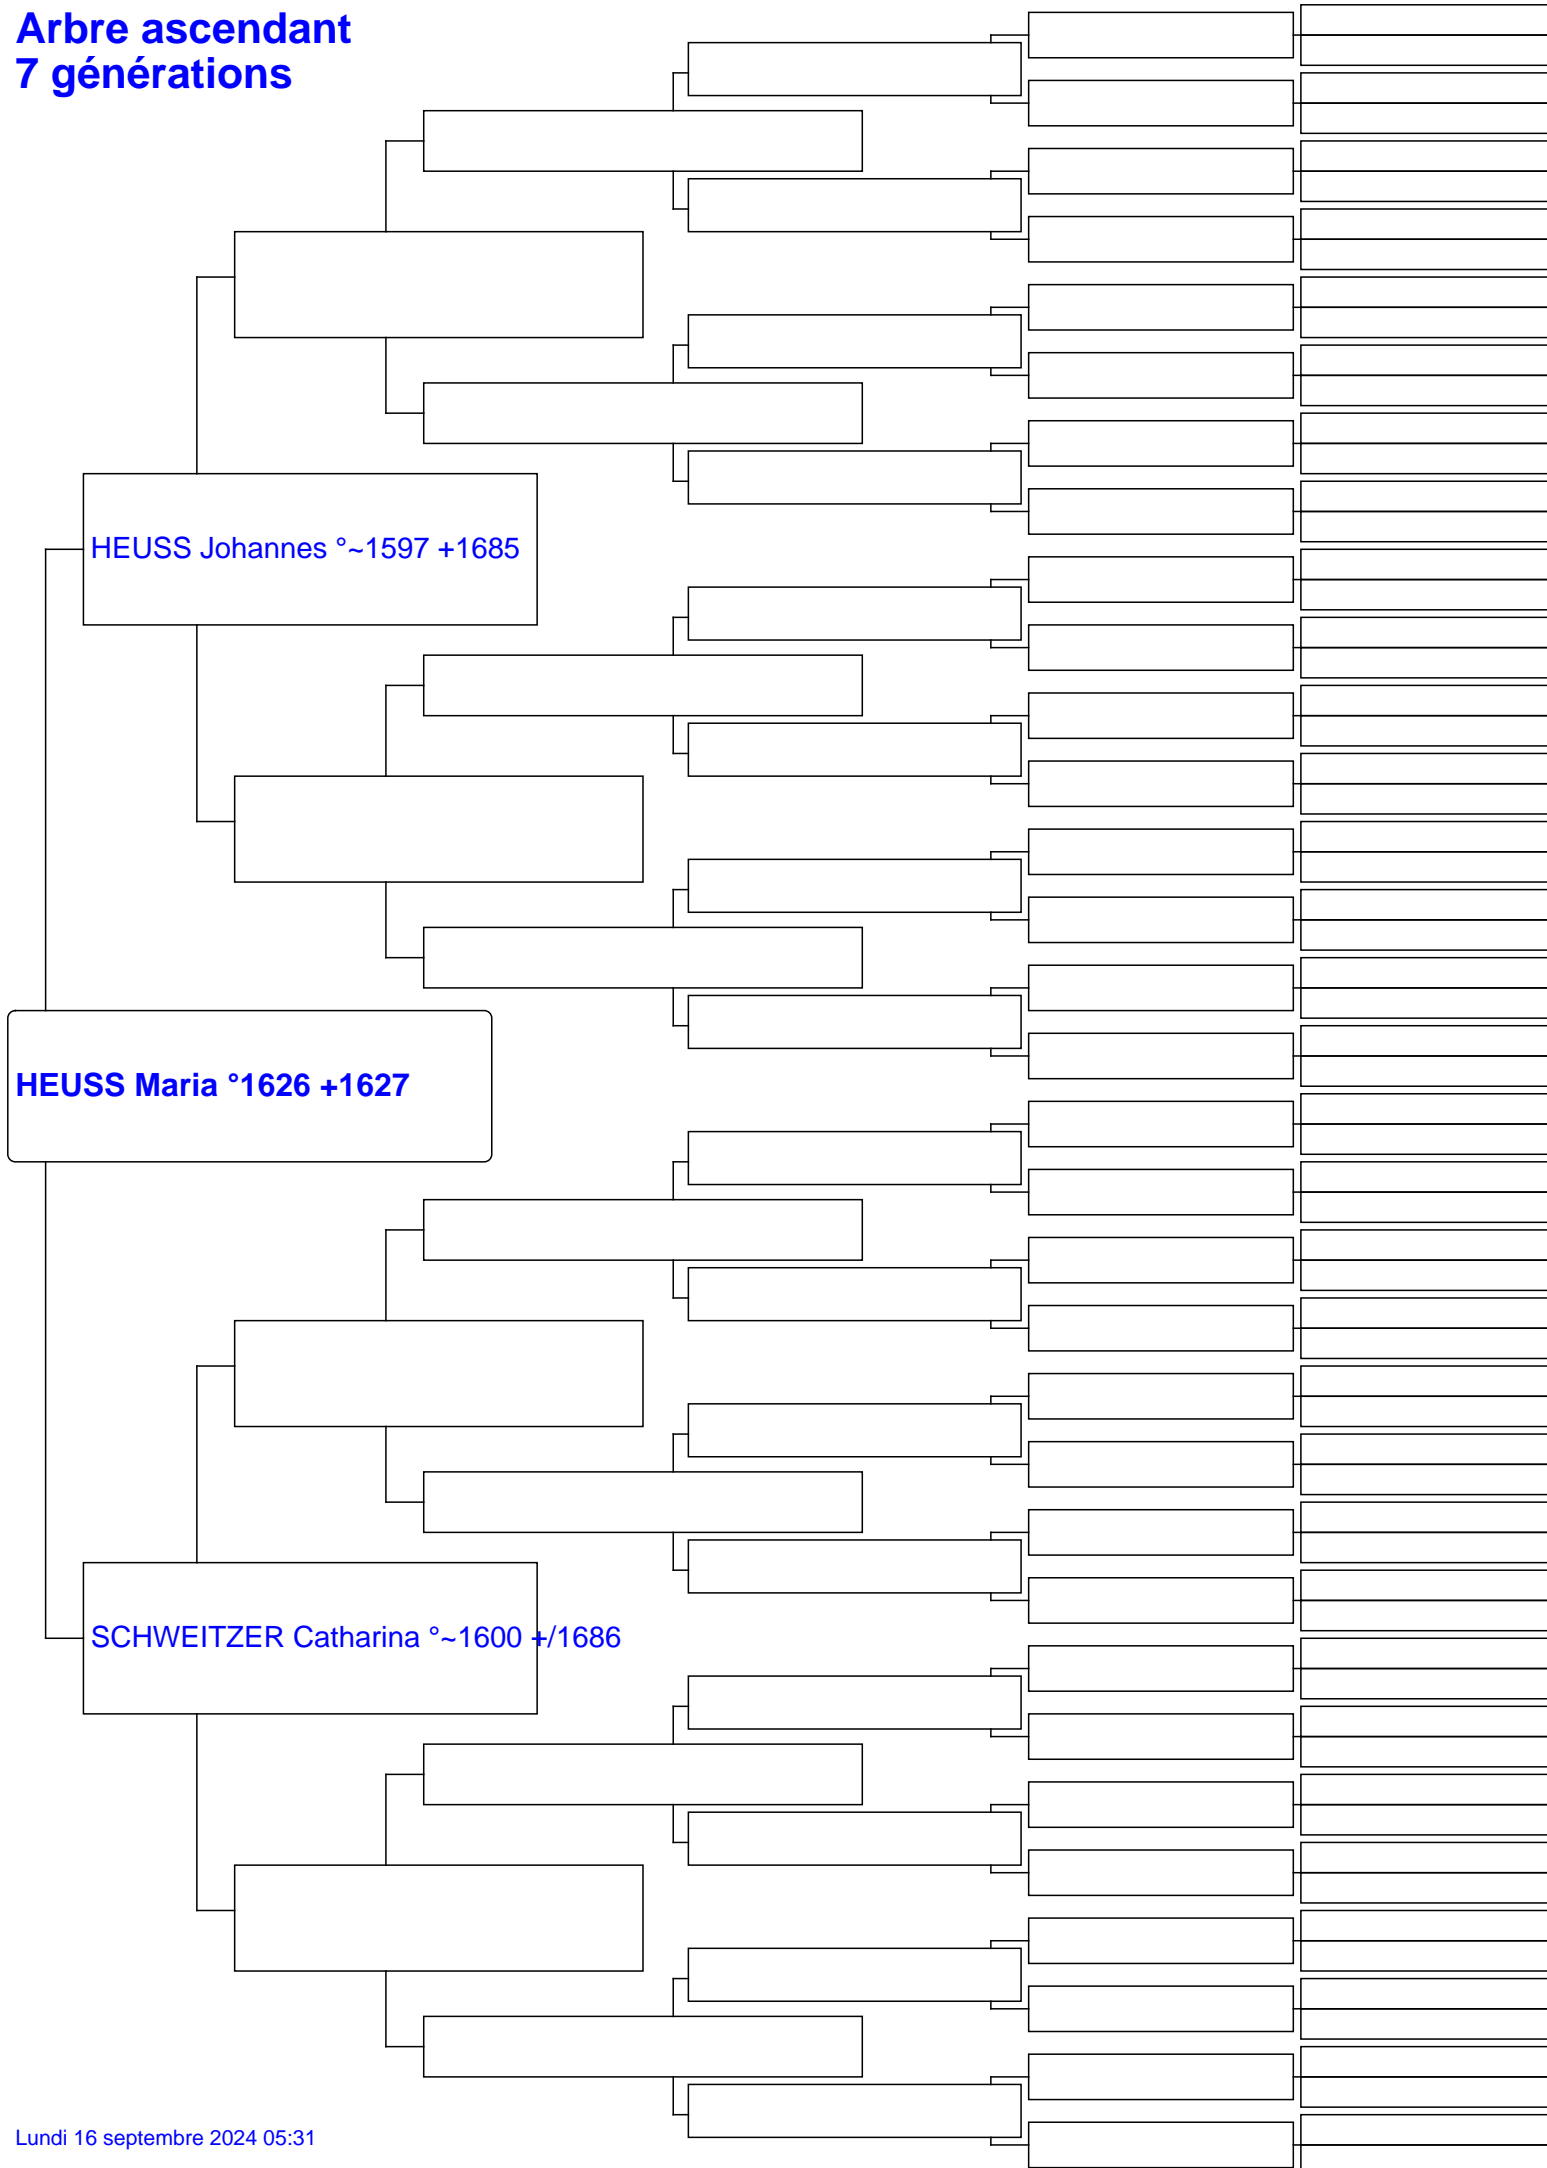 Arbre ascendant
7 générations
HEUSS Johannes °~1597 +1685
HEUSS Maria °1626 +1627
SCHWEITZER Catharina °~1600 +/1686
Lundi 16 septembre 2024 05:31